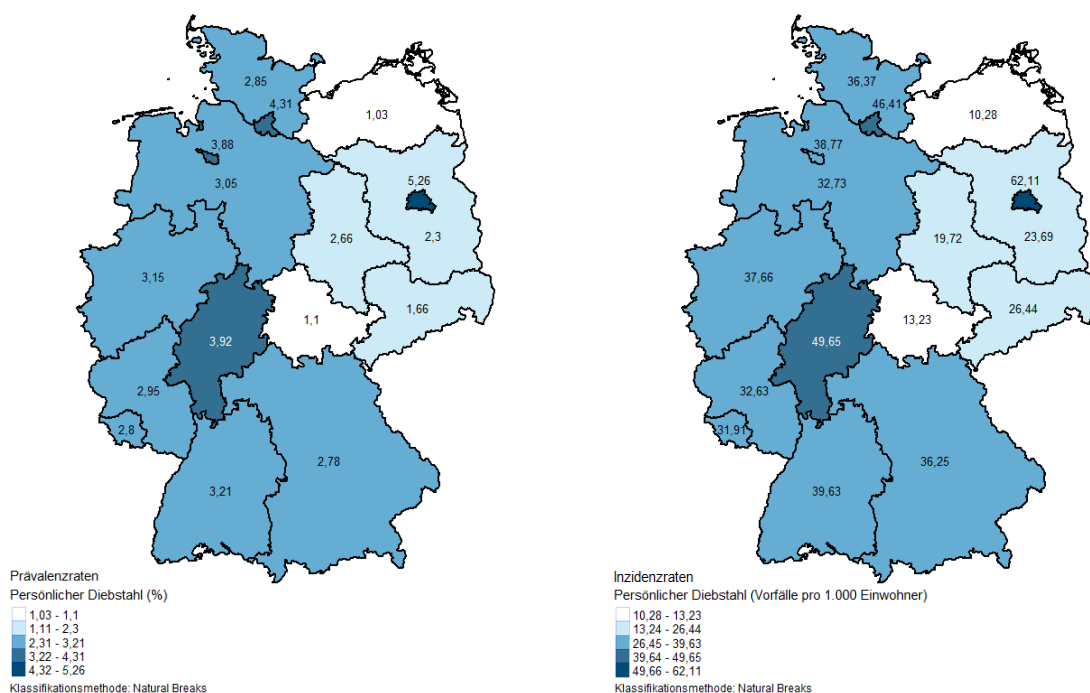 2,85
4,31
1,03
3,88
3,05
5,26
2,66
2,3
3,15
1,66
1,1
3,92
2,95
2,8
2,78
3,21
Prävalenzraten
Persönlicher Diebstahl (%)
1,03 - 1,1
1,11 - 2,3
2,31 - 3,21
3,22 - 4,31
4,32 - 5,26
Klassifikationsmethode: Natural Breaks
36,37
46,41
10,28
38,77
32,73
62,11
19,72
23,69
37,66
26,44
13,23
49,65
32,63
31,91
36,25
39,63
Inzidenzraten
Persönlicher Diebstahl (Vorfälle pro 1.000 Einwohner)
10,28 - 13,23
13,24 - 26,44
26,45 - 39,63
39,64 - 49,65
49,66 - 62,11
Klassifikationsmethode: Natural Breaks